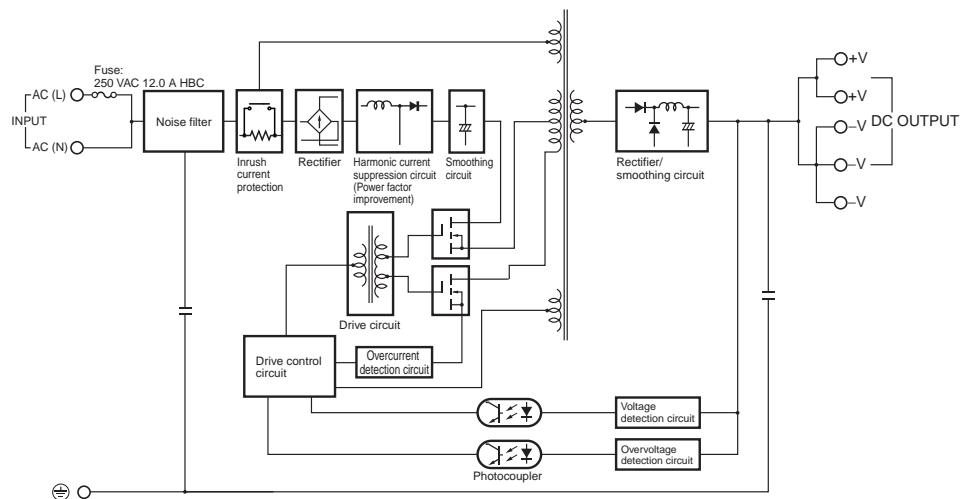 Fuse:
250 VAC 12.0 A HBC
AC (L)
INPUT
AC (N)
Noise filter
Inrush
current
protection
Rectifier
Harmonic current
suppression circuit
(Power factor
improvement)
Smoothing
circuit
Rectifier/
smoothing circuit
+V
+V
DC OUTPUT
–V
–V
–V
Drive circuit
Drive control
circuit
Overcurrent
detection circuit
Voltage
detection circuit
Overvoltage
detection circuit
Photocoupler